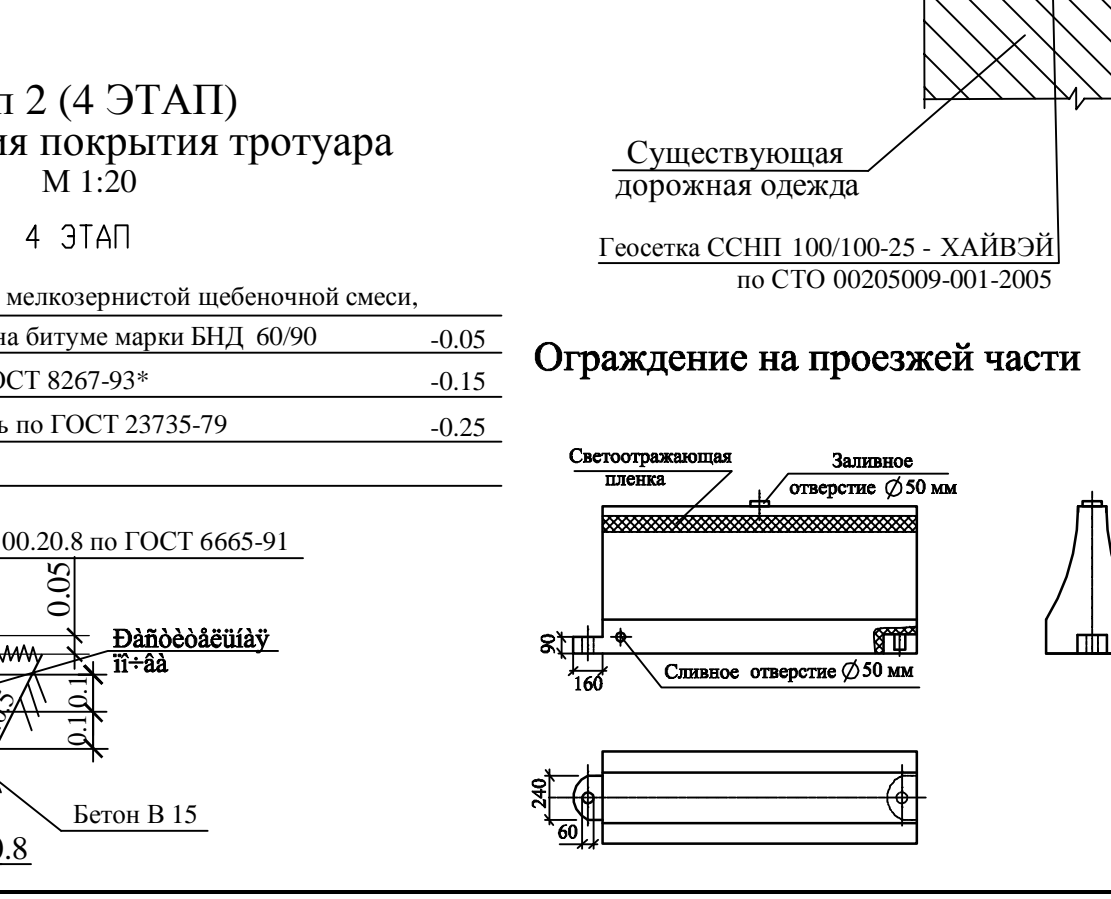 п 2 (4 ЭТАП)
ия покрытия тротуара
М 1:20
4 ЭТАП
мелкозернистой щебеночной смеси,
на битуме марки БНД 60/90 -0.05
ОСТ 8267-93* -0.15
ь по ГОСТ 23735-79 -0.25
00.20.8 по ГОСТ 6665-91
0.05
Ðàñòèòåëüíàÿ
ïî÷âà
0.1
0.1
Бетон В 15
0.8
Существующая
дорожная одежда
Геосетка ССНП 100/100-25 - ХАЙВЭЙ
по СТО 00205009-001-2005
Ограждение на проезжей части
Светоотражающая
пленка
Заливное
отверстие ∅50 мм
90
160
Сливное отверстие ∅50 мм
240
60